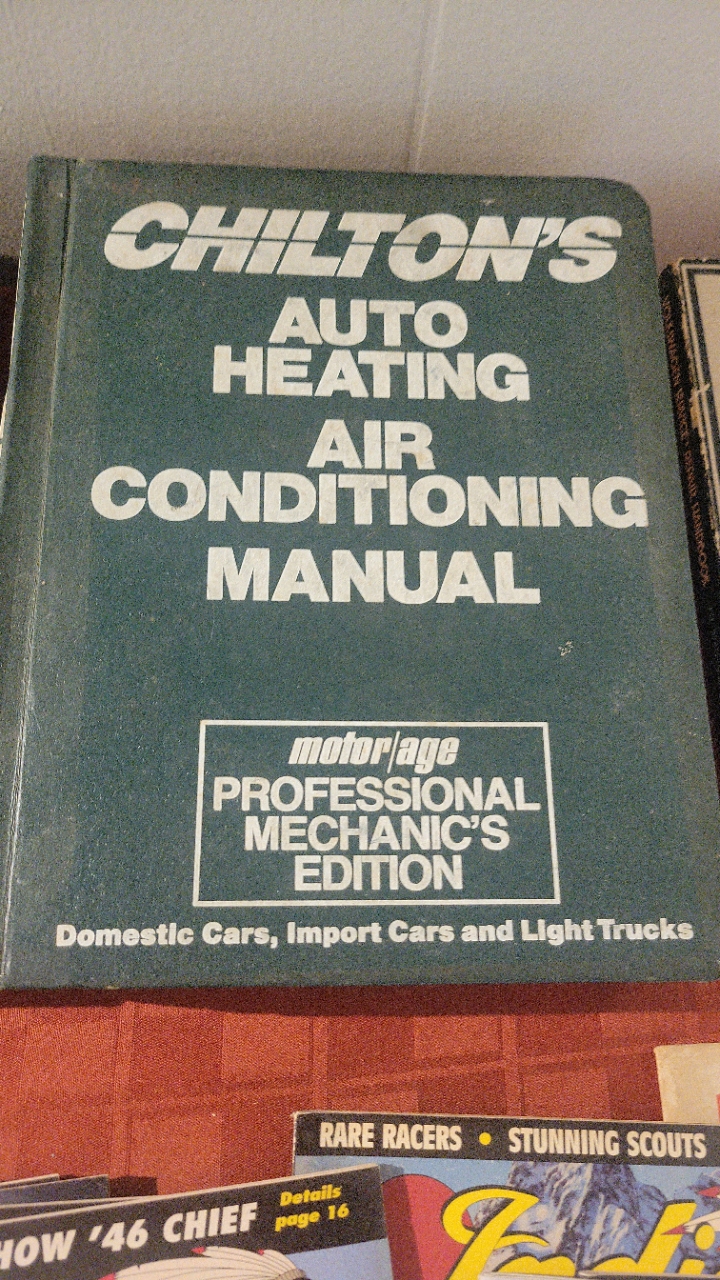 CHILTON'S
AUTO
HEATING
AIR
CONDITIONING
MANUAL
motor/age
PROFESSIONAL
MECHANIC'S
EDITION
Domestic Cars, Import Cars and Light Trucks
RARE RACERS • STUNNING SCOUTS
HOW '46 CHIEF
Details
page 16